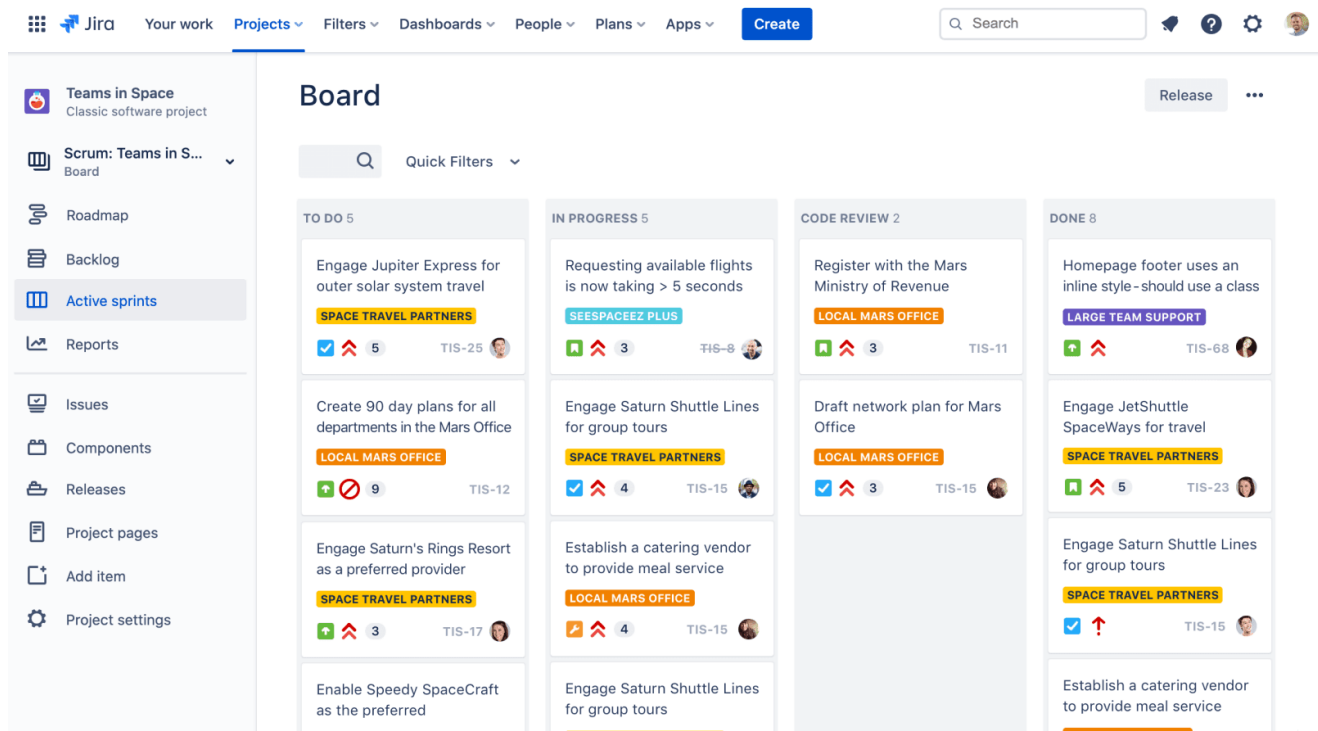 Jira
Your work
Projects
Filters
Dashboards
People
Plans
Apps
Create
Search
Teams in Space
Classic software project
Scrum: Teams in S...
Board
Roadmap
Backlog
Active sprints
Reports
Issues
Components
Releases
Project pages
Add item
Project settings
Board
Release
Quick Filters
TO DO 5
Engage Jupiter Express for
outer solar system travel
SPACE TRAVEL PARTNERS
5 TIS-25
Create 90 day plans for all
departments in the Mars Office
LOCAL MARS OFFICE
9 TIS-12
Engage Saturn's Rings Resort
as a preferred provider
SPACE TRAVEL PARTNERS
3 TIS-17
Enable Speedy SpaceCraft
as the preferred
IN PROGRESS 5
Requesting available flights
is now taking > 5 seconds
SEESPACEEZ PLUS
3 TIS-8
Engage Saturn Shuttle Lines
for group tours
SPACE TRAVEL PARTNERS
4 TIS-15
Establish a catering vendor
to provide meal service
LOCAL MARS OFFICE
4 TIS-15
Engage Saturn Shuttle Lines
for group tours
CODE REVIEW 2
Register with the Mars
Ministry of Revenue
LOCAL MARS OFFICE
3 TIS-11
Draft network plan for Mars
Office
LOCAL MARS OFFICE
3 TIS-15
DONE 8
Homepage footer uses an
inline style-should use a class
LARGE TEAM SUPPORT
TIS-68
Engage JetShuttle
SpaceWays for travel
SPACE TRAVEL PARTNERS
5 TIS-23
Engage Saturn Shuttle Lines
for group tours
SPACE TRAVEL PARTNERS
TIS-15
Establish a catering vendor
to provide meal service